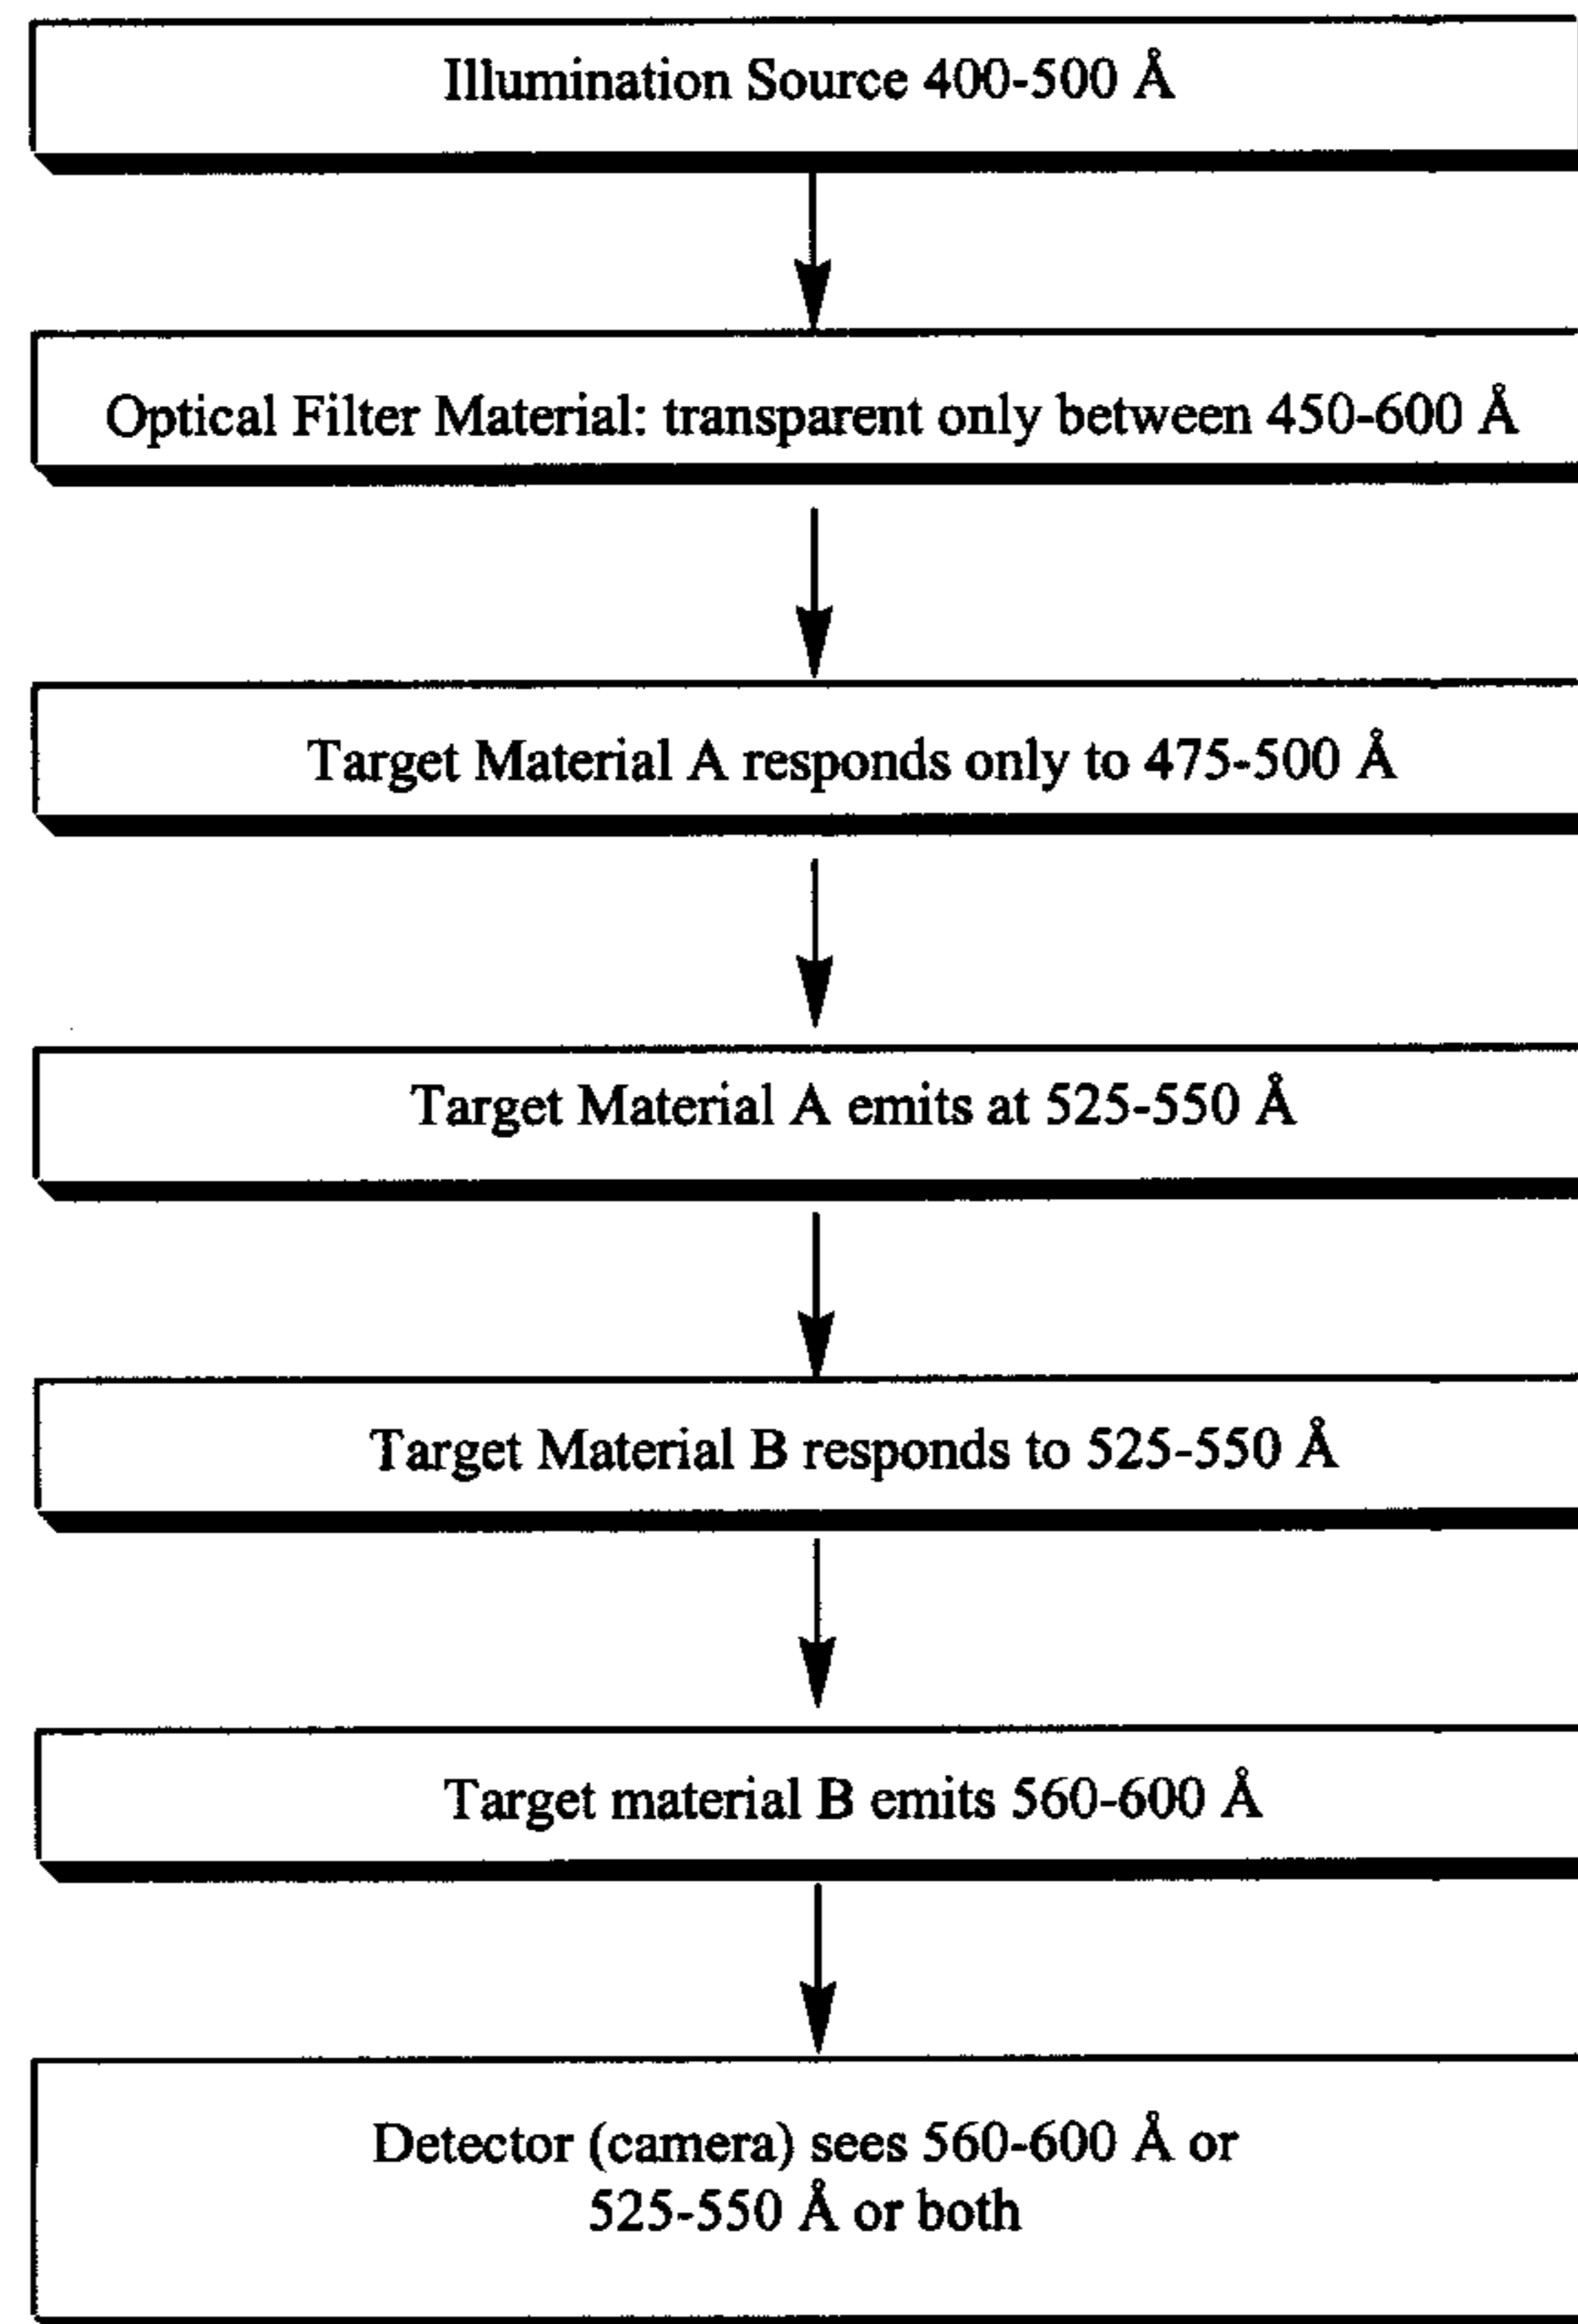 Illumination Source 400-500 Å
Optical Filter Material: transparent only between 450-600 Å
Target Material A responds only to 475-500 Å
Target Material A emits at 525-550 Å
Target Material B responds to 525-550 Å
Target material B emits 560-600 Å
Detector (camera) sees 560-600 Å or
525-550 Å or both